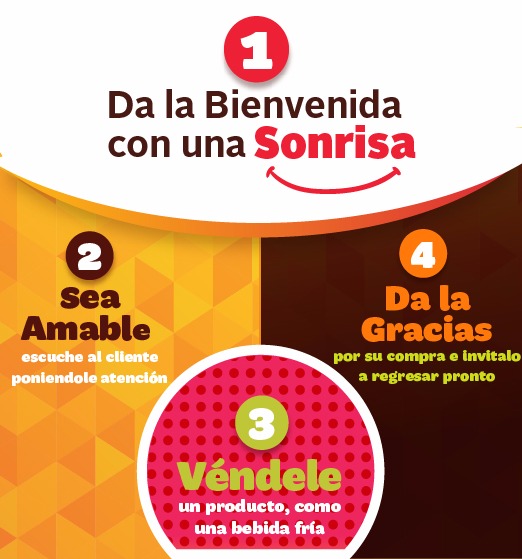 1
Da la Bienvenida
con una Sonrisa
2
Sea
Amable
escuche al cliente
poniendole atención
4
Da la
Gracias
por su compra e invitalo
a regresar pronto
3
Véndele
un producto, como
una bebida fría